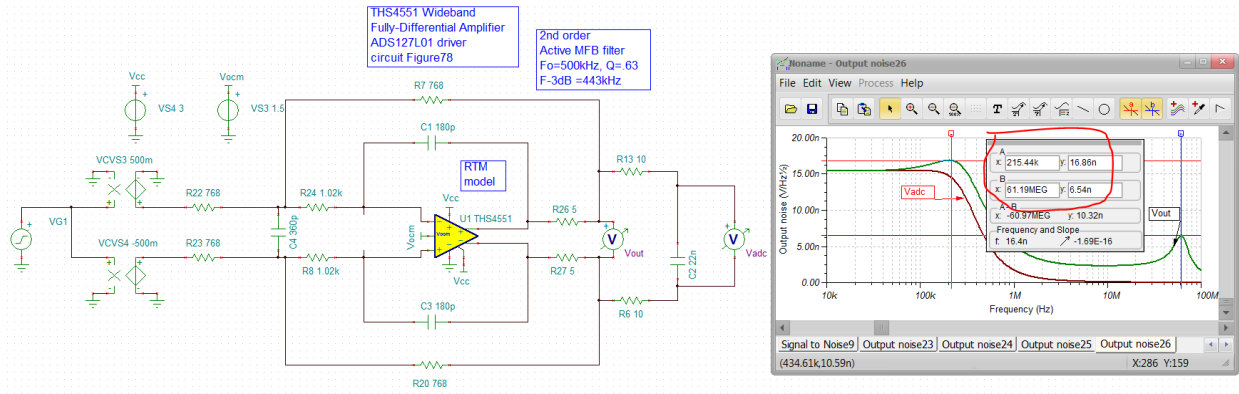 THS4551 Wideband
Fully-Differential Amplifier
ADS127L01 driver
circuit Figure78
2nd order
Active MFB filter
Fo=500kHz, Q=.63
F-3dB =443kHz
Vcc
Vocm
VS4 3
VS3 1.5
R7 768
C1 180p
VCVS3 500m
R22 768
R24 1.02k
RTM
model
Vcc
R13 10
VG1
C4 360p
Vocm
Vocm
U1 THS4551
R26 5
V
Vout
C2 22n
V
Vadc
VCVS4 -500m
R23 768
R8 1.02k
Vcc
R27 5
C3 180p
R6 10
R20 768
Noname - Output noise26
File Edit View Process Help
T
a
b
20.00n
15.00n
10.00n
5.00n
0.00
Output noise (V/Hz½)
10k
100k
1M
10M
100M
Frequency (Hz)
Vadc
Vout
A
x: 215.44k y: 16.86n
B
x: 61.19MEG y: 6.54n
A - B
x: -60.97MEG y: 10.32n
Frequency and Slope
f: 16.4n -1.69E-16
Signal to Noise9 Output noise23 Output noise24 Output noise25 Output noise26
(434.61k,10.59n)
X:286 Y:159